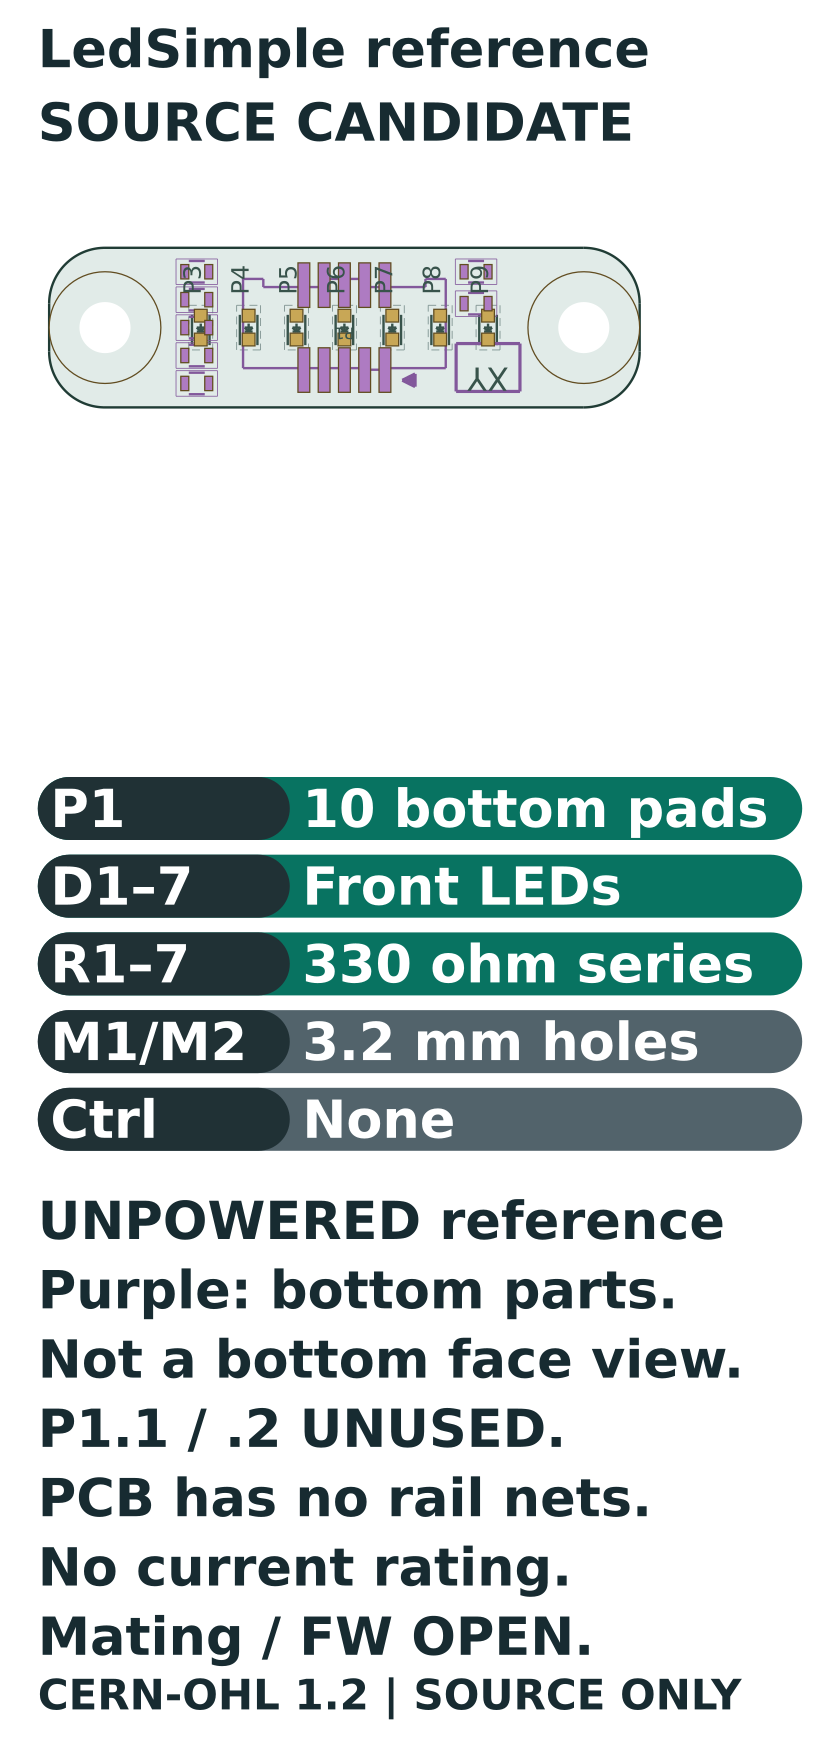 LedSimple reference
SOURCE CANDIDATE
P3 P4 P5 P6 P7 P8 P9
XY
P1 10 bottom pads
D1–7 Front LEDs
R1–7 330 ohm series
M1/M2 3.2 mm holes
Ctrl None
UNPOWERED reference
Purple: bottom parts.
Not a bottom face view.
P1.1 / .2 UNUSED.
PCB has no rail nets.
No current rating.
Mating / FW OPEN.
CERN-OHL 1.2 | SOURCE ONLY